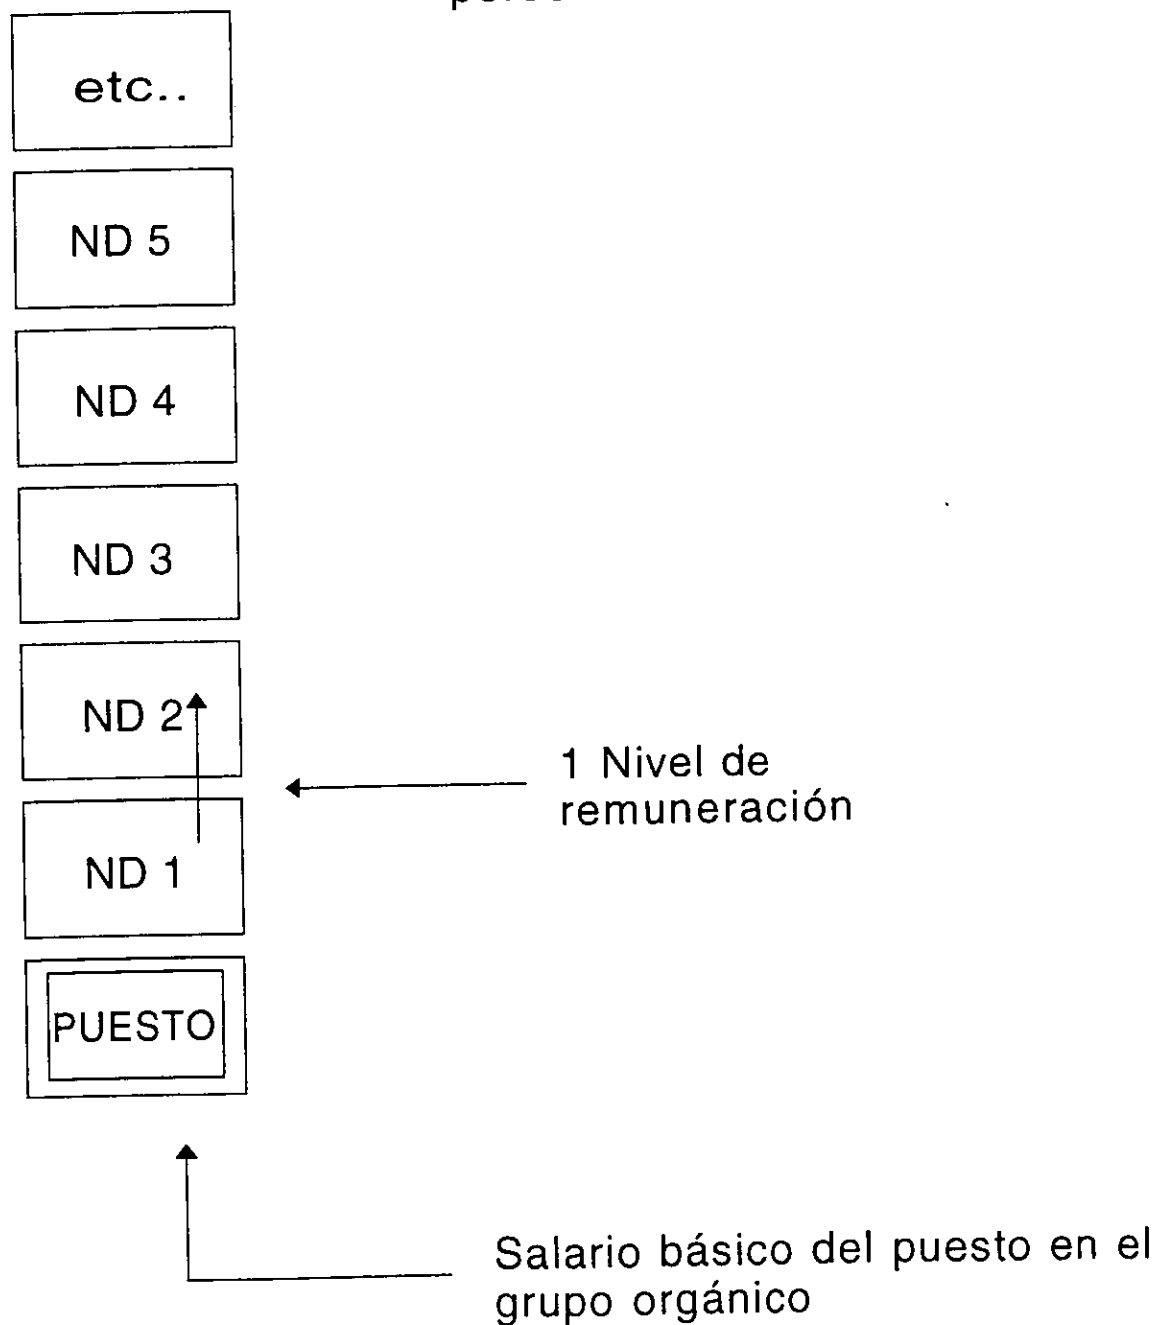 etc..
ND 5
ND 4
ND 3
ND 2
1 Nivel de
remuneración
ND 1
PUESTO
Salario básico del puesto en el
grupo orgánico